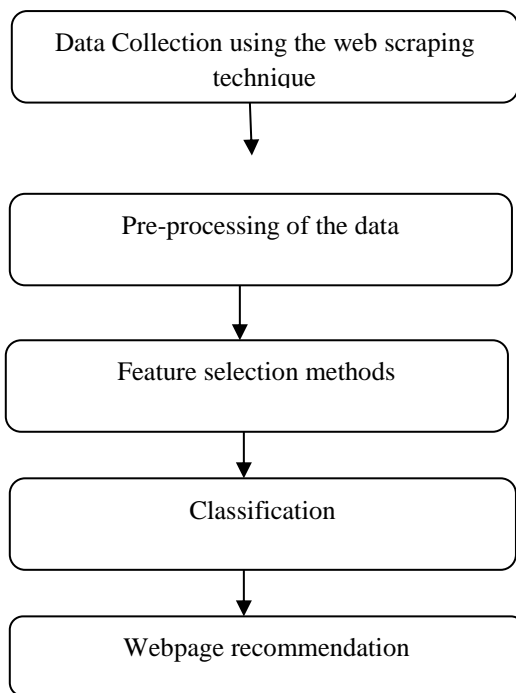 Data Collection using the web scraping
technique
Pre-processing of the data
Feature selection methods
Classification
Webpage recommendation